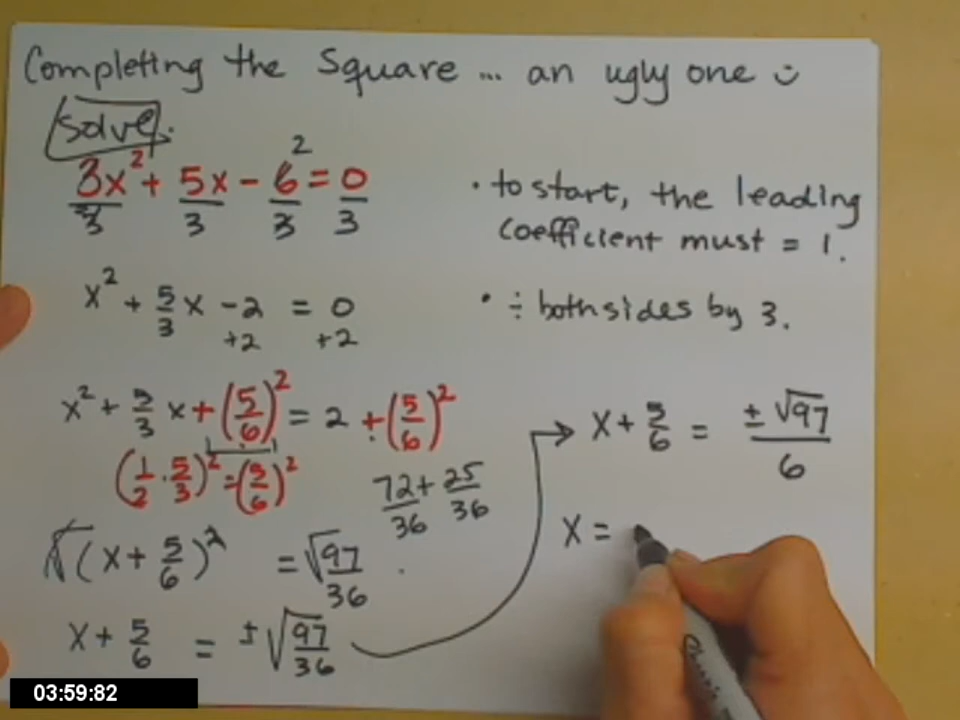 Completing the Square ... an ugly one :)
Solve.
3x² + 5x - 6 = 0
3 3 3 3
2
x² + 5/3 x - 2 = 0
+2 +2
x² + 5/3 x + (5/6)² = 2 + (5/6)²
(1/2 · 5/3)² = (5/6)²
72/36 + 25/36
√(x + 5/6)² = √97/36
x + 5/6 = ±√97/36
• to start, the leading
coefficient must = 1.
• ÷ both sides by 3.
x + 5/6 = ±√97/6
x =
03:59:82